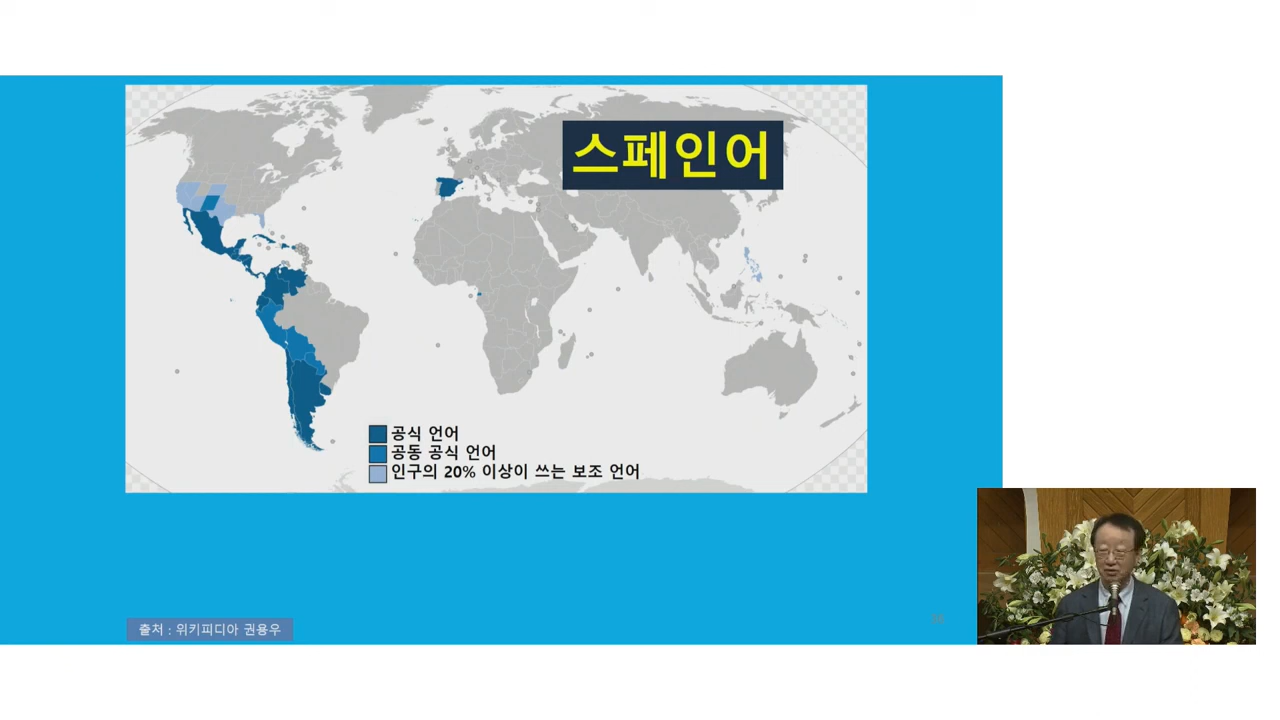 스페인어
공식 언어
공동 공식 언어
인구의 20% 이상이 쓰는 보조 언어
출처 : 위키피디아 권용우